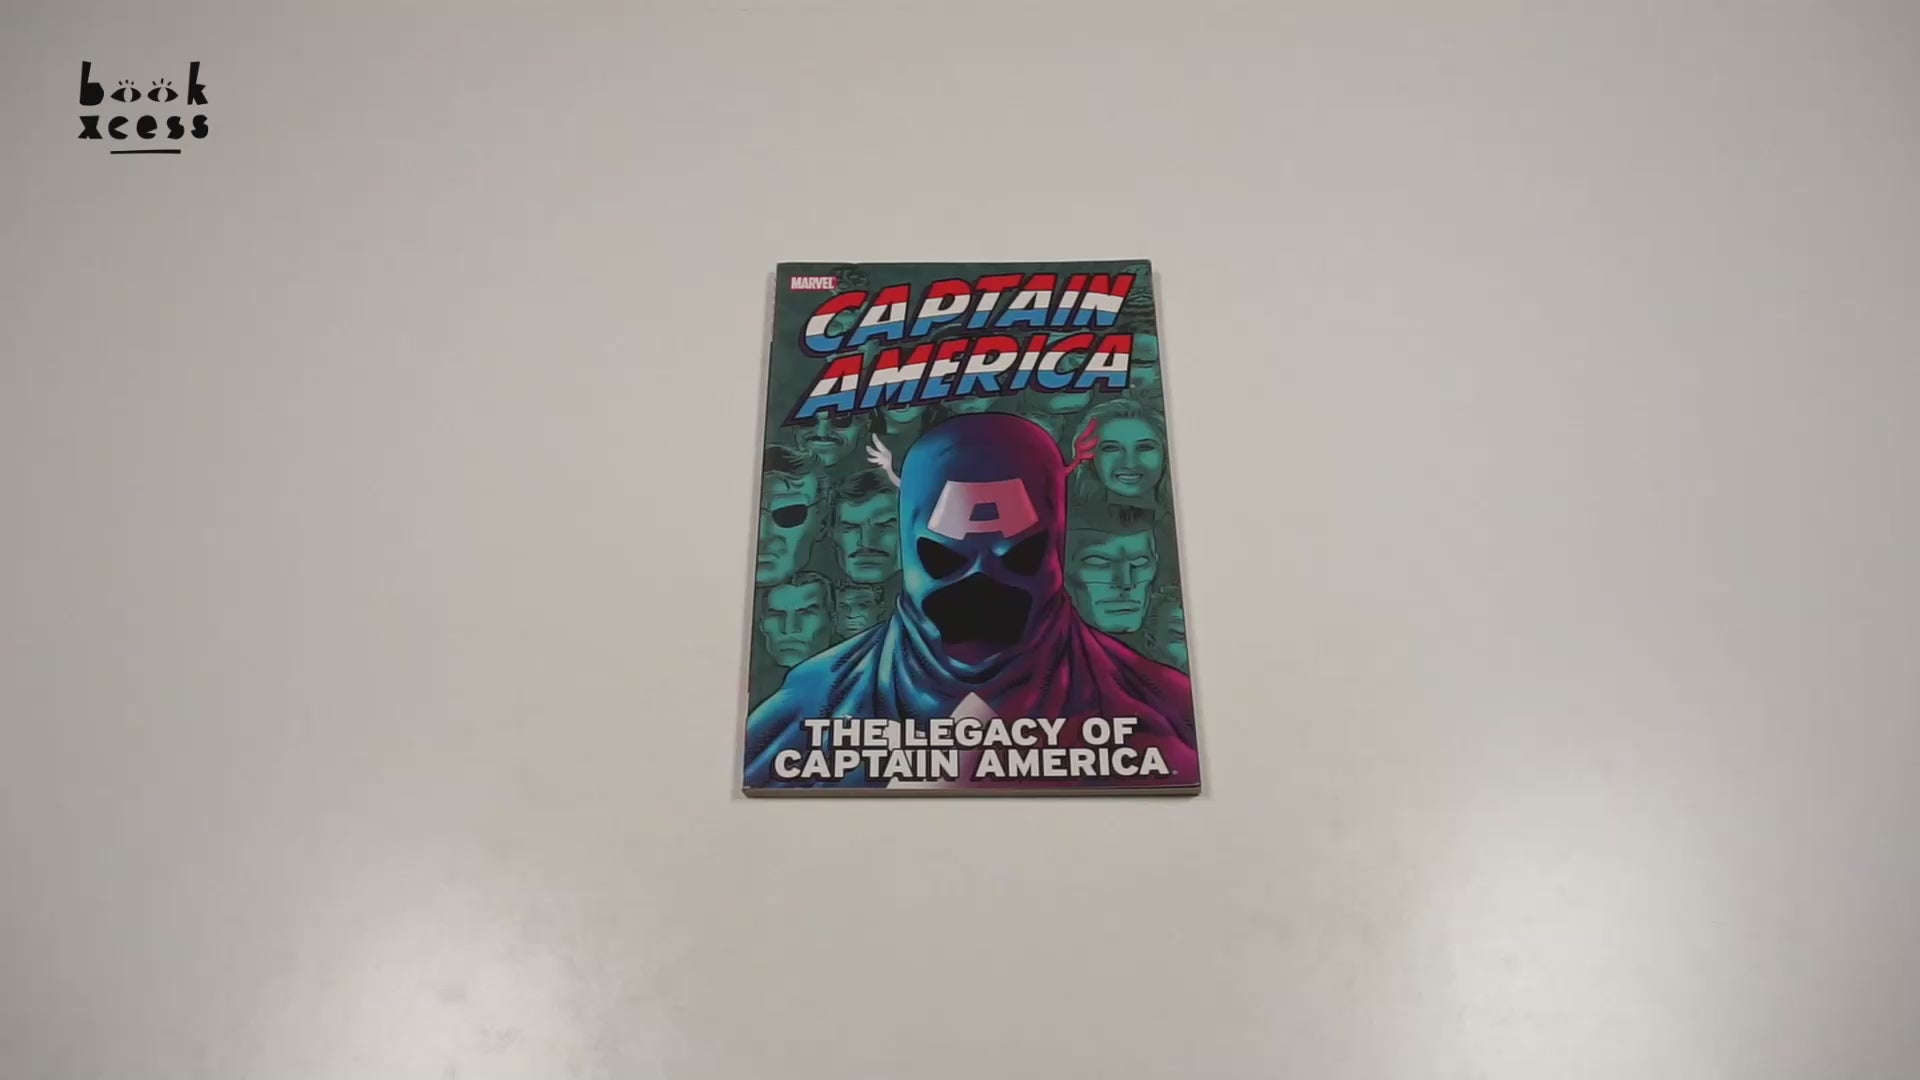 book
xcess
MARVEL
CAPTAIN
AMERICA
A
THE LEGACY OF
CAPTAIN AMERICA